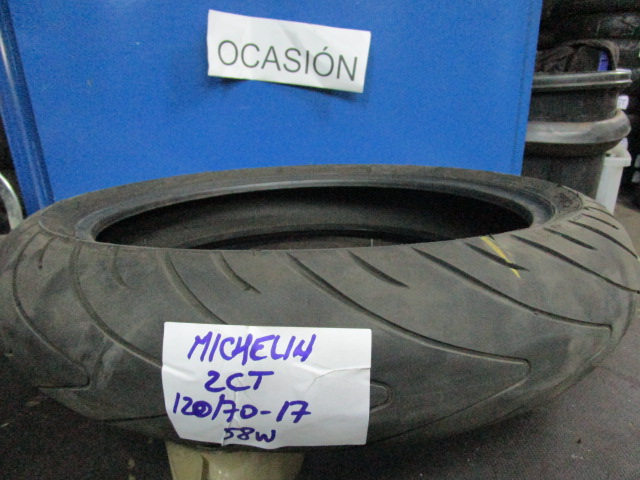 OCASIÓN
MICHELIN
2CT
120/70-17
58W